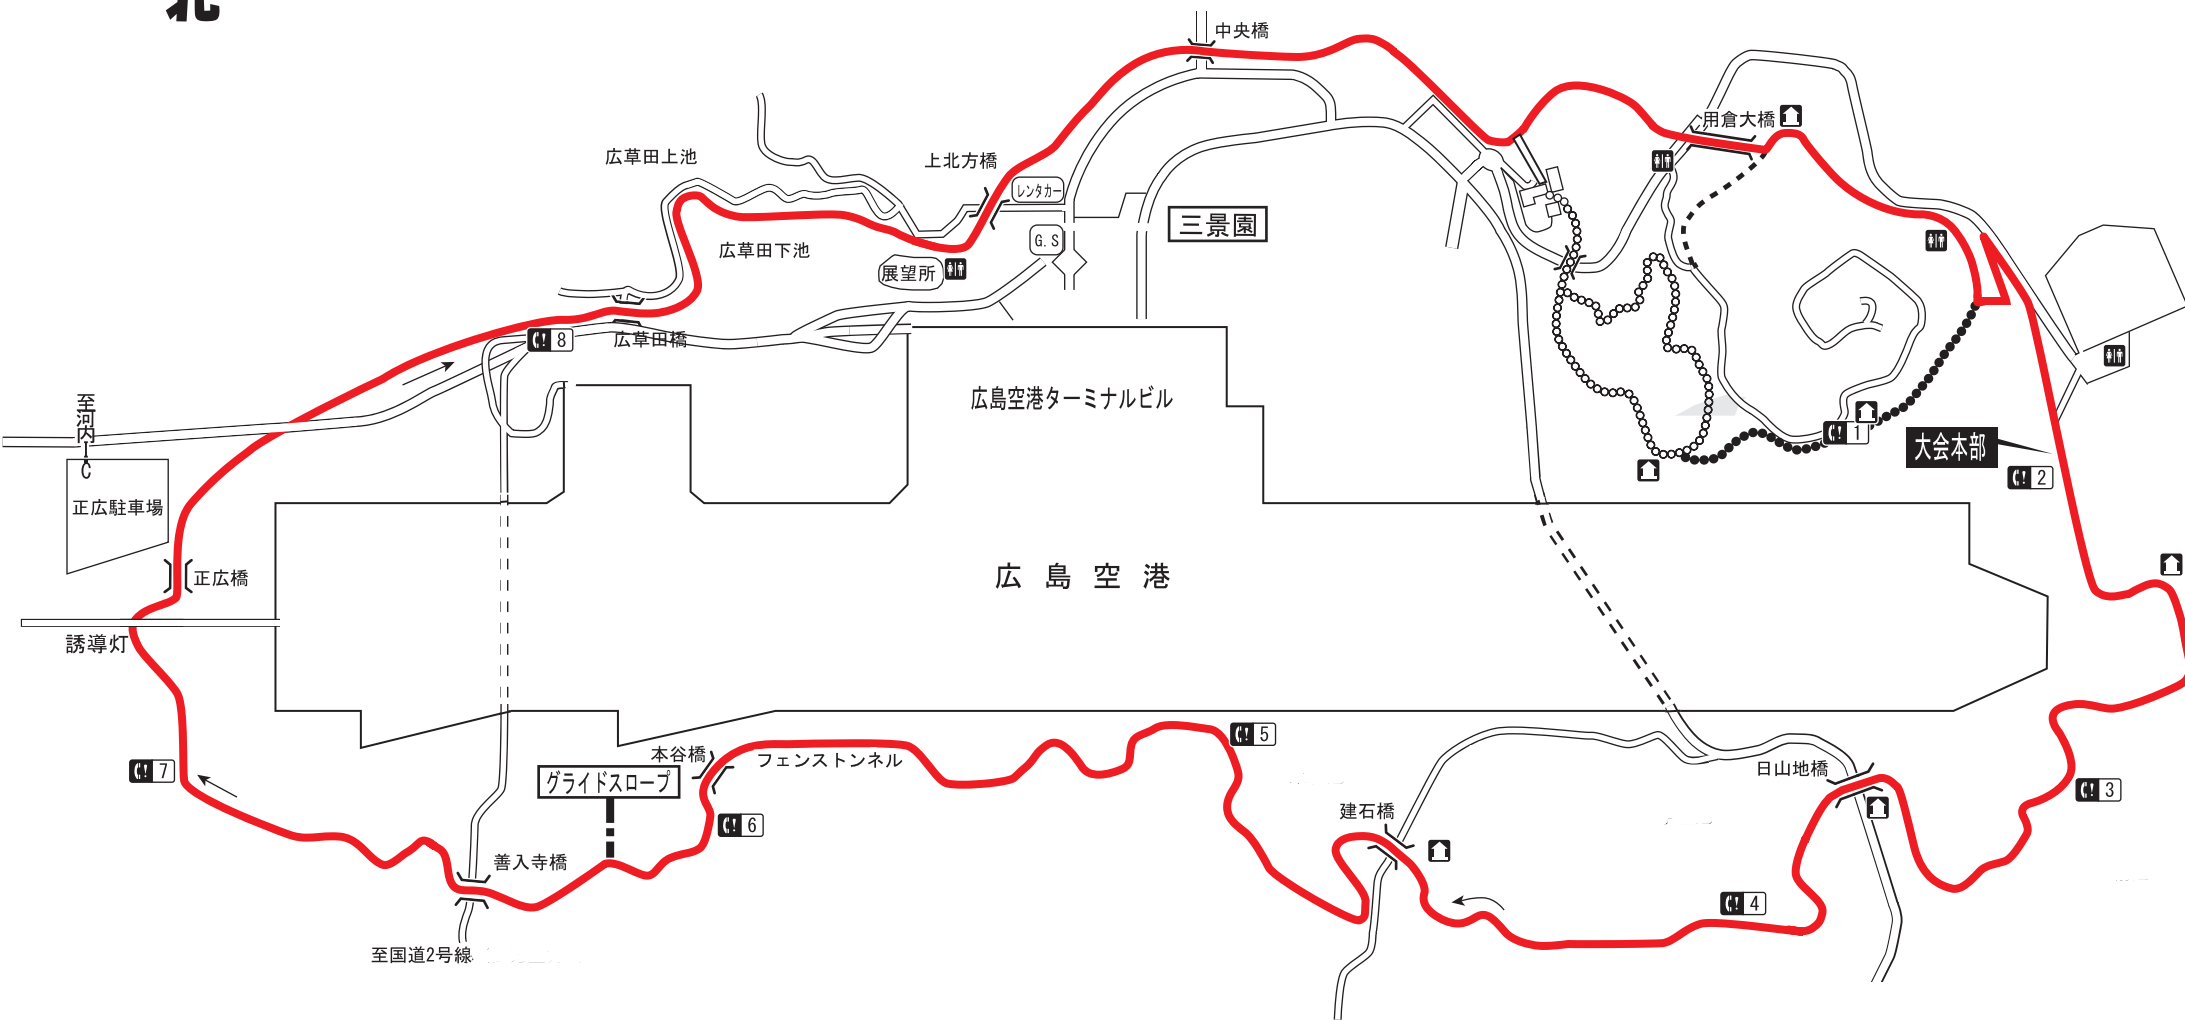 北
中央橋
用倉大橋
広草田上池
上北方橋
レンタカー
三景園
広草田下池
G.S
展望所
8
広草田橋
広島空港ターミナルビル
至河内IC
1
大会本部
2
正広駐車場
正広橋
広島空港
誘導灯
5
本谷橋
フェンストンネル
7
グライドスロープ
日山地橋
3
建石橋
6
善入寺橋
4
至国道2号線